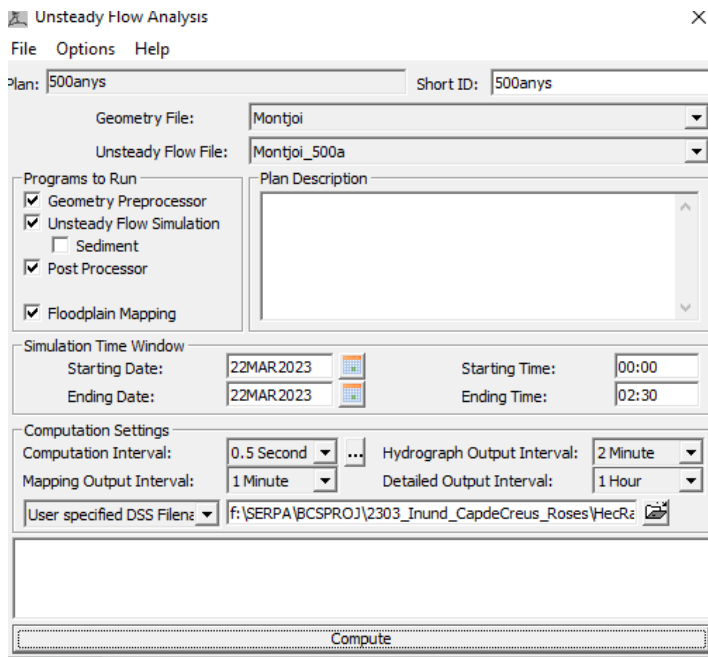 Unsteady Flow Analysis
File Options Help
Plan: 500anys Short ID: 500anys
Geometry File: Montjoi
Unsteady Flow File: Montjoi_500a
Programs to Run
Geometry Preprocessor
Unsteady Flow Simulation
Sediment
Post Processor
Floodplain Mapping
Plan Description
Simulation Time Window
Starting Date: 22MAR2023 Starting Time: 00:00
Ending Date: 22MAR2023 Ending Time: 02:30
Computation Settings
Computation Interval: 0.5 Second ... Hydrograph Output Interval: 2 Minute
Mapping Output Interval: 1 Minute Detailed Output Interval: 1 Hour
User specified DSS Filena f:\SERPA\BCSPROJ\2303_Inund_CapdeCreus_Roses\HecRa
Compute